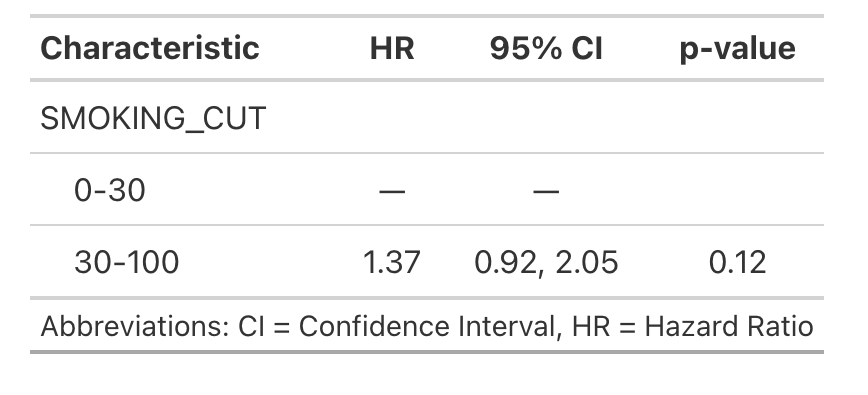 Characteristic HR 95% CI p-value
SMOKING_CUT
0-30 — —
30-100 1.37 0.92, 2.05 0.12
Abbreviations: CI = Confidence Interval, HR = Hazard Ratio